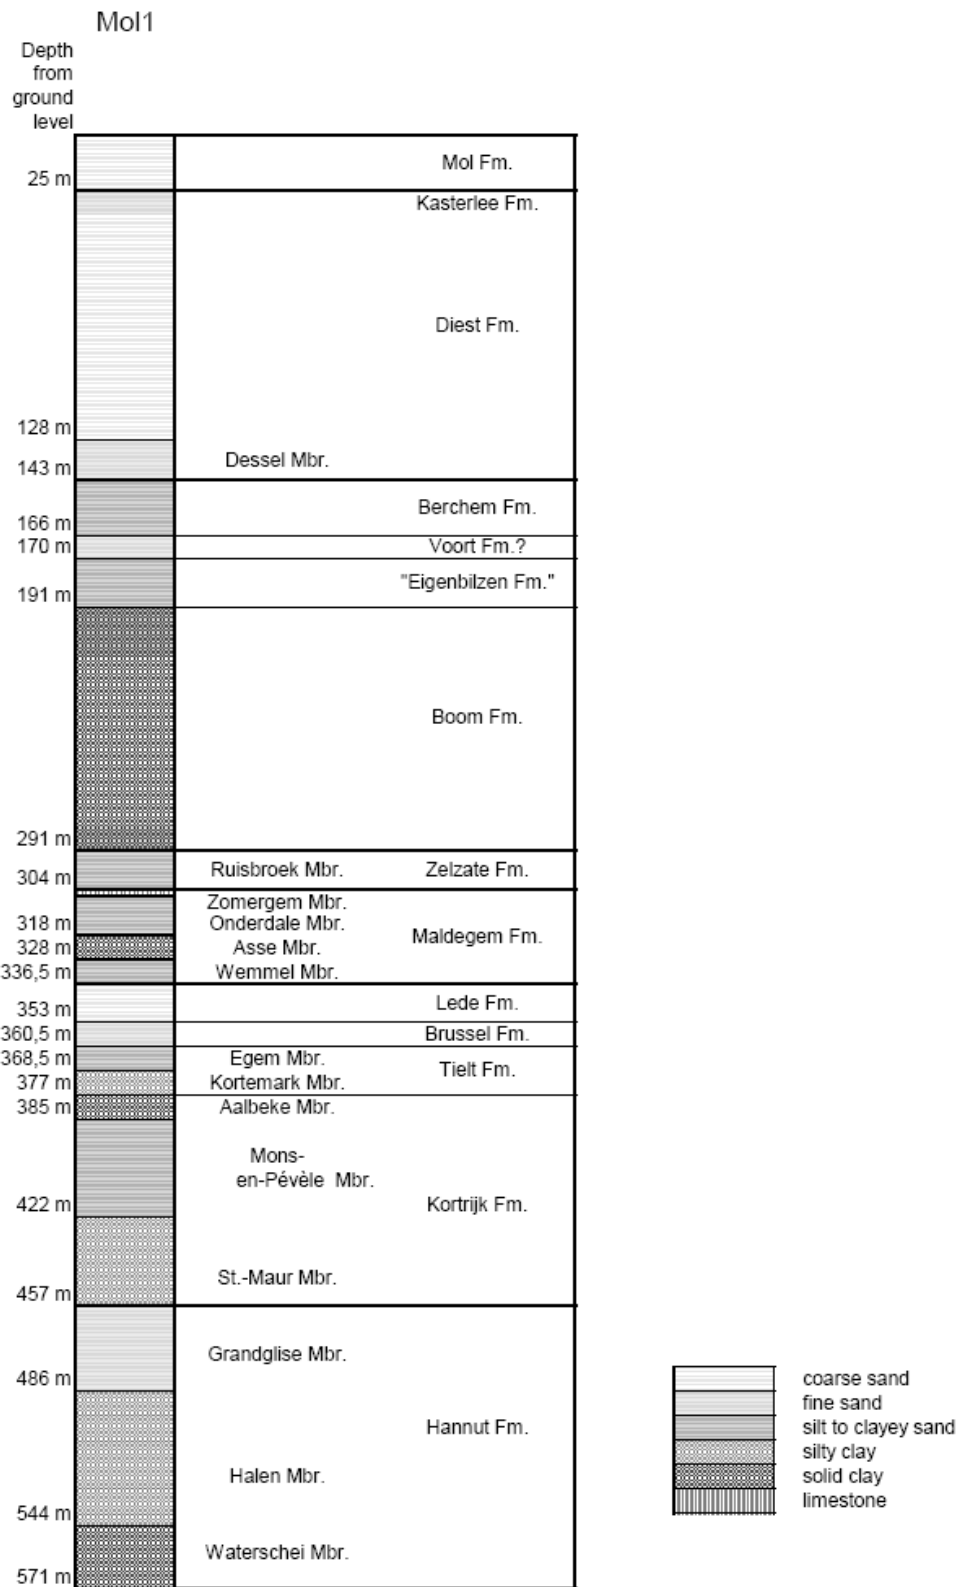 Mol1
Depth
from
ground
level
Mol Fm.
25 m
Kasterlee Fm.
Diest Fm.
128 m
Dessel Mbr.
143 m
Berchem Fm.
166 m
170 m
Voort Fm.?
"Eigenbilzen Fm."
191 m
Boom Fm.
291 m
Ruisbroek Mbr.
Zelzate Fm.
304 m
Zomergem Mbr.
318 m
Onderdale Mbr.
Maldegem Fm.
328 m
Asse Mbr.
336,5 m
Wemmel Mbr.
353 m
Lede Fm.
360,5 m
Brussel Fm.
368,5 m
Egem Mbr.
Tielt Fm.
377 m
Kortemark Mbr.
385 m
Aalbeke Mbr.
Mons-
en-Pévèle Mbr.
422 m
Kortrijk Fm.
St.-Maur Mbr.
457 m
Grandglise Mbr.
486 m
Hannut Fm.
Halen Mbr.
544 m
Waterschei Mbr.
571 m
coarse sand
fine sand
silt to clayey sand
silty clay
solid clay
limestone